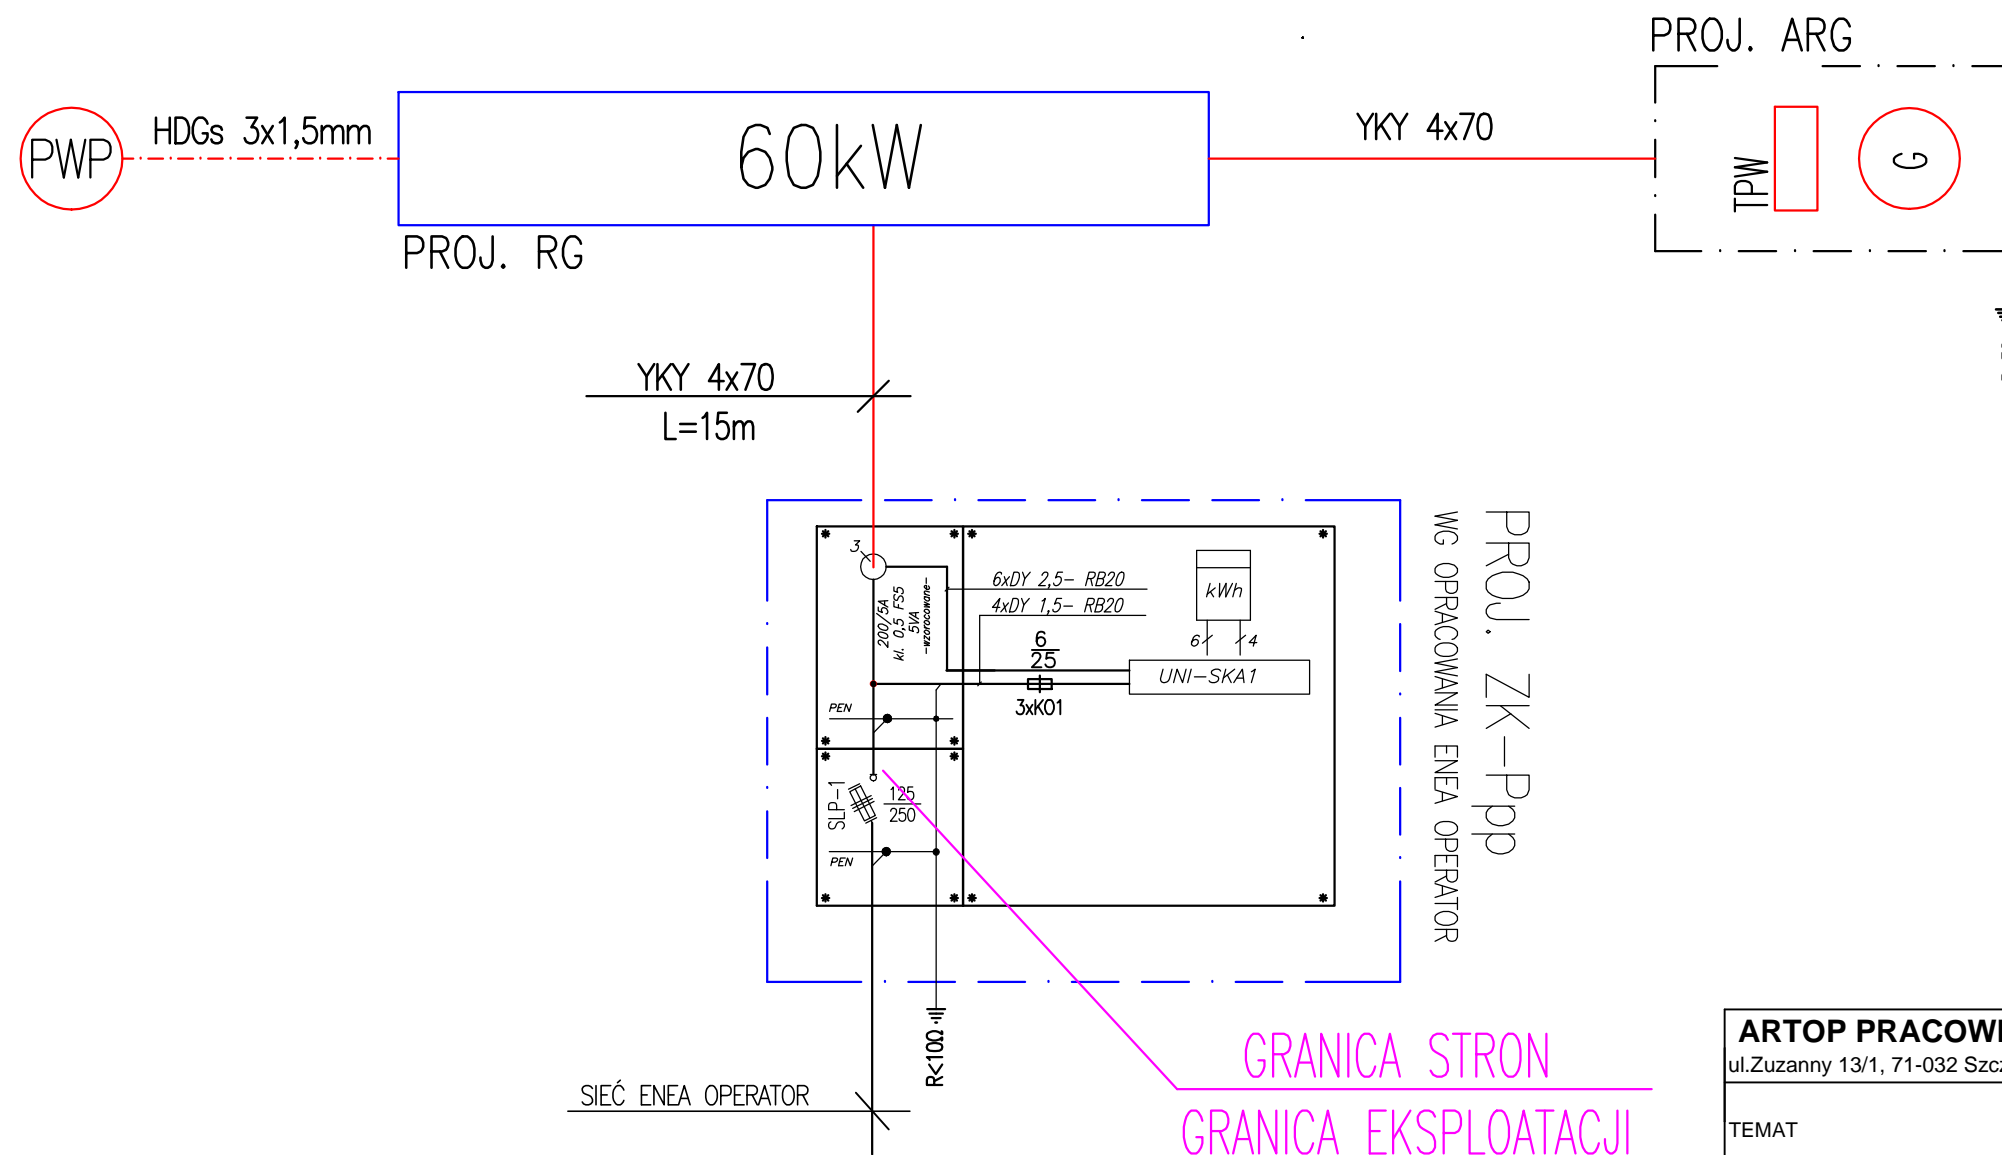 PROJ. ARG
PWP
HDGs 3x1,5mm
60kW
YKY 4x70
TPW
G
PROJ. RG
YKY 4x70
L=15m
PROJ. ZK-Ppp
WG OPRACOWANIA ENEA OPERATOR
3
200/5A
kl. 0,5 FS5
5VA
-wzorcowane-
6xDY 2,5- RB20
4xDY 1,5- RB20
kWh
6
4
6
25
UNI-SKA1
3xK01
PEN
SLP-1
125
250
PEN
R<10Ω
GRANICA STRON
GRANICA EKSPLOATACJI
SIEĆ ENEA OPERATOR
ARTOP
ul.Zuzanny 13/1, 71-032
TEMAT